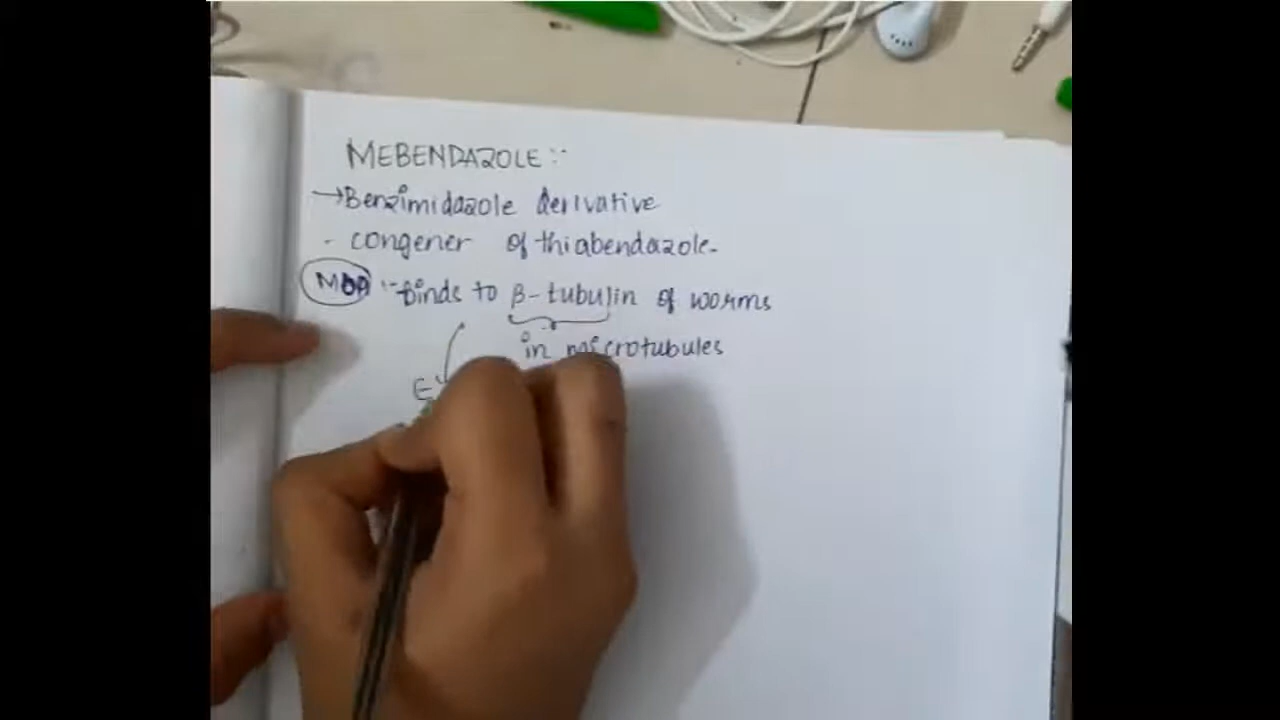 MEBENDAZOLE :-
→ Benzimidazole derivative
- congener of thiabendazole.
MOA :- Binds to β-tubulin of worms
in microtubules
E